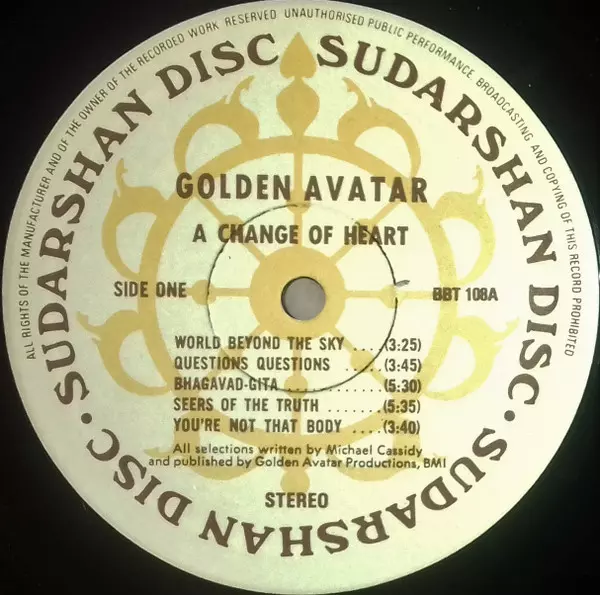 ALL RIGHTS OF THE MANUFACTURER AND OF THE OWNER OF THE RECORDED WORK RESERVED UNAUTHORISED PUBLIC PERFORMANCE BROADCASTING AND COPYING OF THIS RECORD PROHIBITED
SUDARSHAN DISC SUDARSHAN DISC · SUDARSHAN DISC ·
GOLDEN AVATAR
A CHANGE OF HEART
SIDE ONE BBT 108A
WORLD BEYOND THE SKY ... (3:25)
QUESTIONS QUESTIONS .....(3:45)
BHAGAVAD-GITA ..............(5:30)
SEERS OF THE TRUTH .......(5:35)
YOU'RE NOT THAT BODY ....(3:40)
All selections written by Michael Cassidy
and published by Golden Avatar Productions, BMI
STEREO